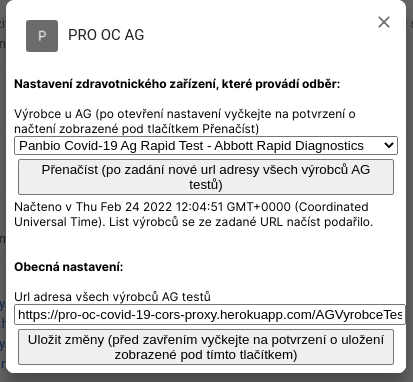 P PRO OC AG
Nastavení zdravotnického zařízení, které provádí odběr:
Výrobce u AG (po otevření nastavení vyčkejte na potvrzení o
načtení zobrazené pod tlačítkem Přenačíst)
Panbio Covid-19 Ag Rapid Test - Abbott Rapid Diagnostics
Přenačíst (po zadání nové url adresy všech výrobců AG
testů)
Načteno v Thu Feb 24 2022 12:04:51 GMT+0000 (Coordinated
Universal Time). List výrobců se ze zadané URL načíst podařilo.
Obecná nastavení:
Url adresa všech výrobců AG testů
https://pro-oc-covid-19-cors-proxy.herokuapp.com/AGVyrobceTes
Uložit změny (před zavřením vyčkejte na potvrzení o uložení
zobrazené pod tímto tlačítkem)